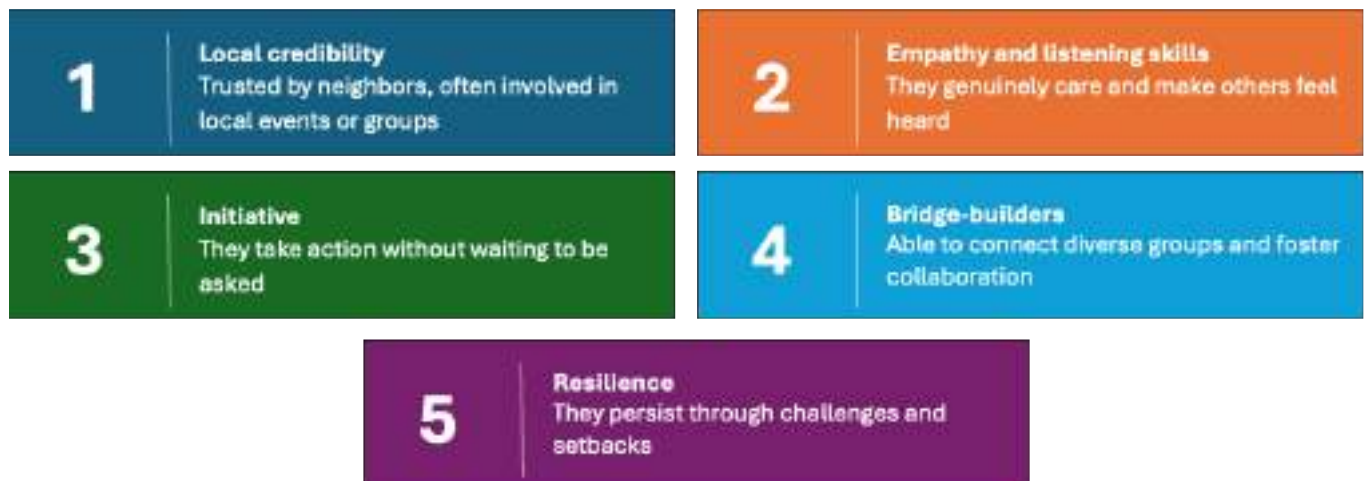 1
Local credibility
Trusted by neighbors, often involved in
local events or groups
2
Empathy and listening skills
They genuinely care and make others feel
heard
3
Initiative
They take action without waiting to be
asked
4
Bridge-builders
Able to connect diverse groups and foster
collaboration
5
Resilience
They persist through challenges and
setbacks